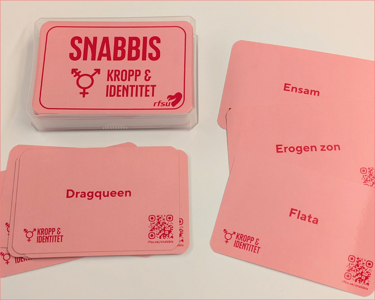 SNABBIS
KROPP &
IDENTITET
rfsu
Ensam
Erogen zon
Flata
KROPP &
IDENTITET
Dragqueen
KROPP &
IDENTITET